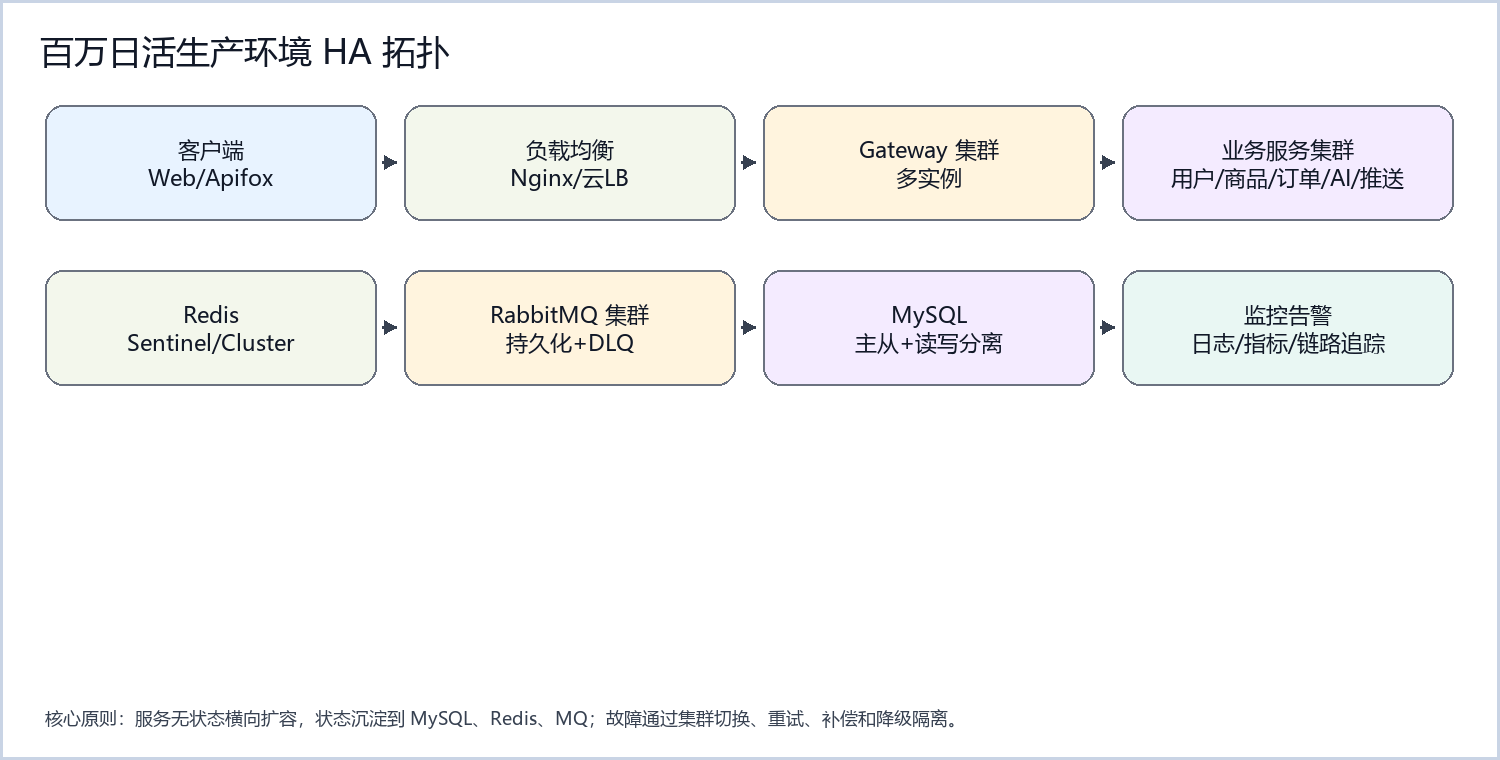 百万日活生产环境 HA 拓扑
客户端
Web/Apifox
负载均衡
Nginx/云LB
Gateway 集群
多实例
业务服务集群
用户/商品/订单/AI/推送
Redis
Sentinel/Cluster
RabbitMQ 集群
持久化+DLQ
MySQL
主从+读写分离
监控告警
日志/指标/链路追踪
核心原则：服务无状态横向扩容，状态沉淀到 MySQL、Redis、MQ；故障通过集群切换、重试、补偿和降级隔离。